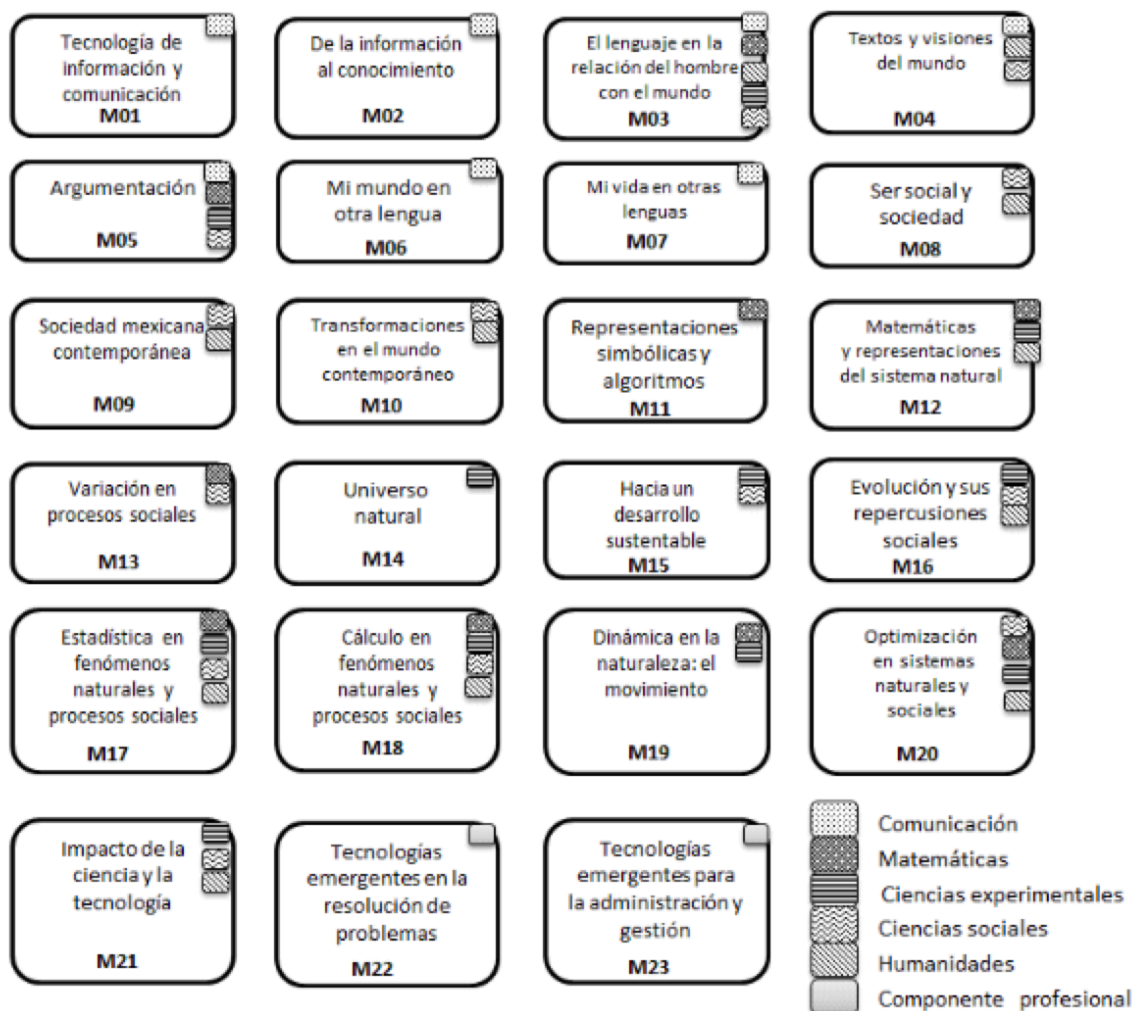 Tecnología de
información y
comunicación
M01
De la información
al conocimiento
M02
El lenguaje en la
relación del hombre
con el mundo
M03
Textos y visiones
del mundo
M04
Argumentación
M05
Mi mundo en
otra lengua
M06
Mi vida en otras
lenguas
M07
Ser social y
sociedad
M08
Sociedad mexicana
contemporánea
M09
Transformaciones
en el mundo
contemporáneo
M10
Representaciones
simbólicas y
algoritmos
M11
Matemáticas
y representaciones
del sistema natural
M12
Variación en
procesos sociales
M13
Universo
natural
M14
Hacia un
desarrollo
sustentable
M15
Evolución y sus
repercusiones
sociales
M16
Estadística en
fenómenos
naturales y
procesos sociales
M17
Cálculo en
fenómenos
naturales y
procesos sociales
M18
Dinámica en la
naturaleza: el
movimiento
M19
Optimización
en sistemas
naturales y
sociales
M20
Impacto de la
ciencia y la
tecnología
M21
Tecnologías
emergentes en la
resolución de
problemas
M22
Tecnologías
emergentes para
la administración y
gestión
M23
Comunicación
Matemáticas
Ciencias experimentales
Ciencias sociales
Humanidades
Componente profesional